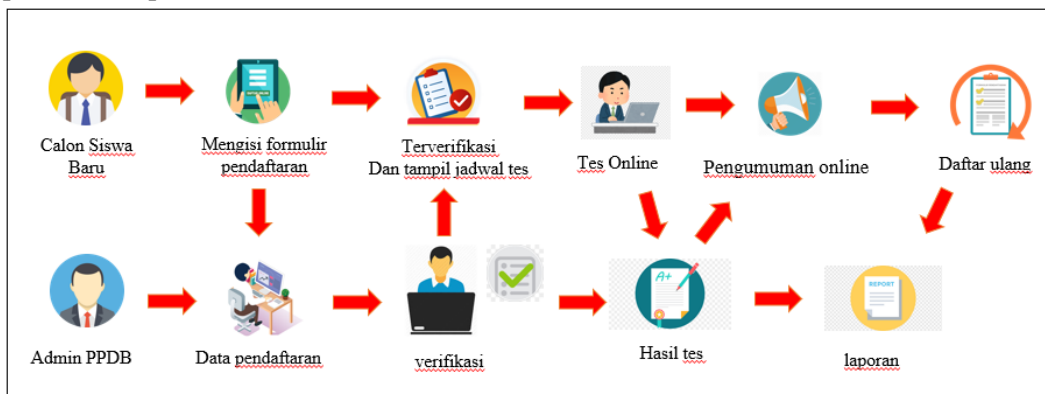 Calon Siswa
Baru
Mengisi formulir
pendaftaran
Terverifikasi
Dan tampil jadwal tes
Tes Online
Pengumuman online
Daftar ulang
A+
REPORT
Admin PPDB
Data pendaftaran
verifikasi
Hasil tes
laporan